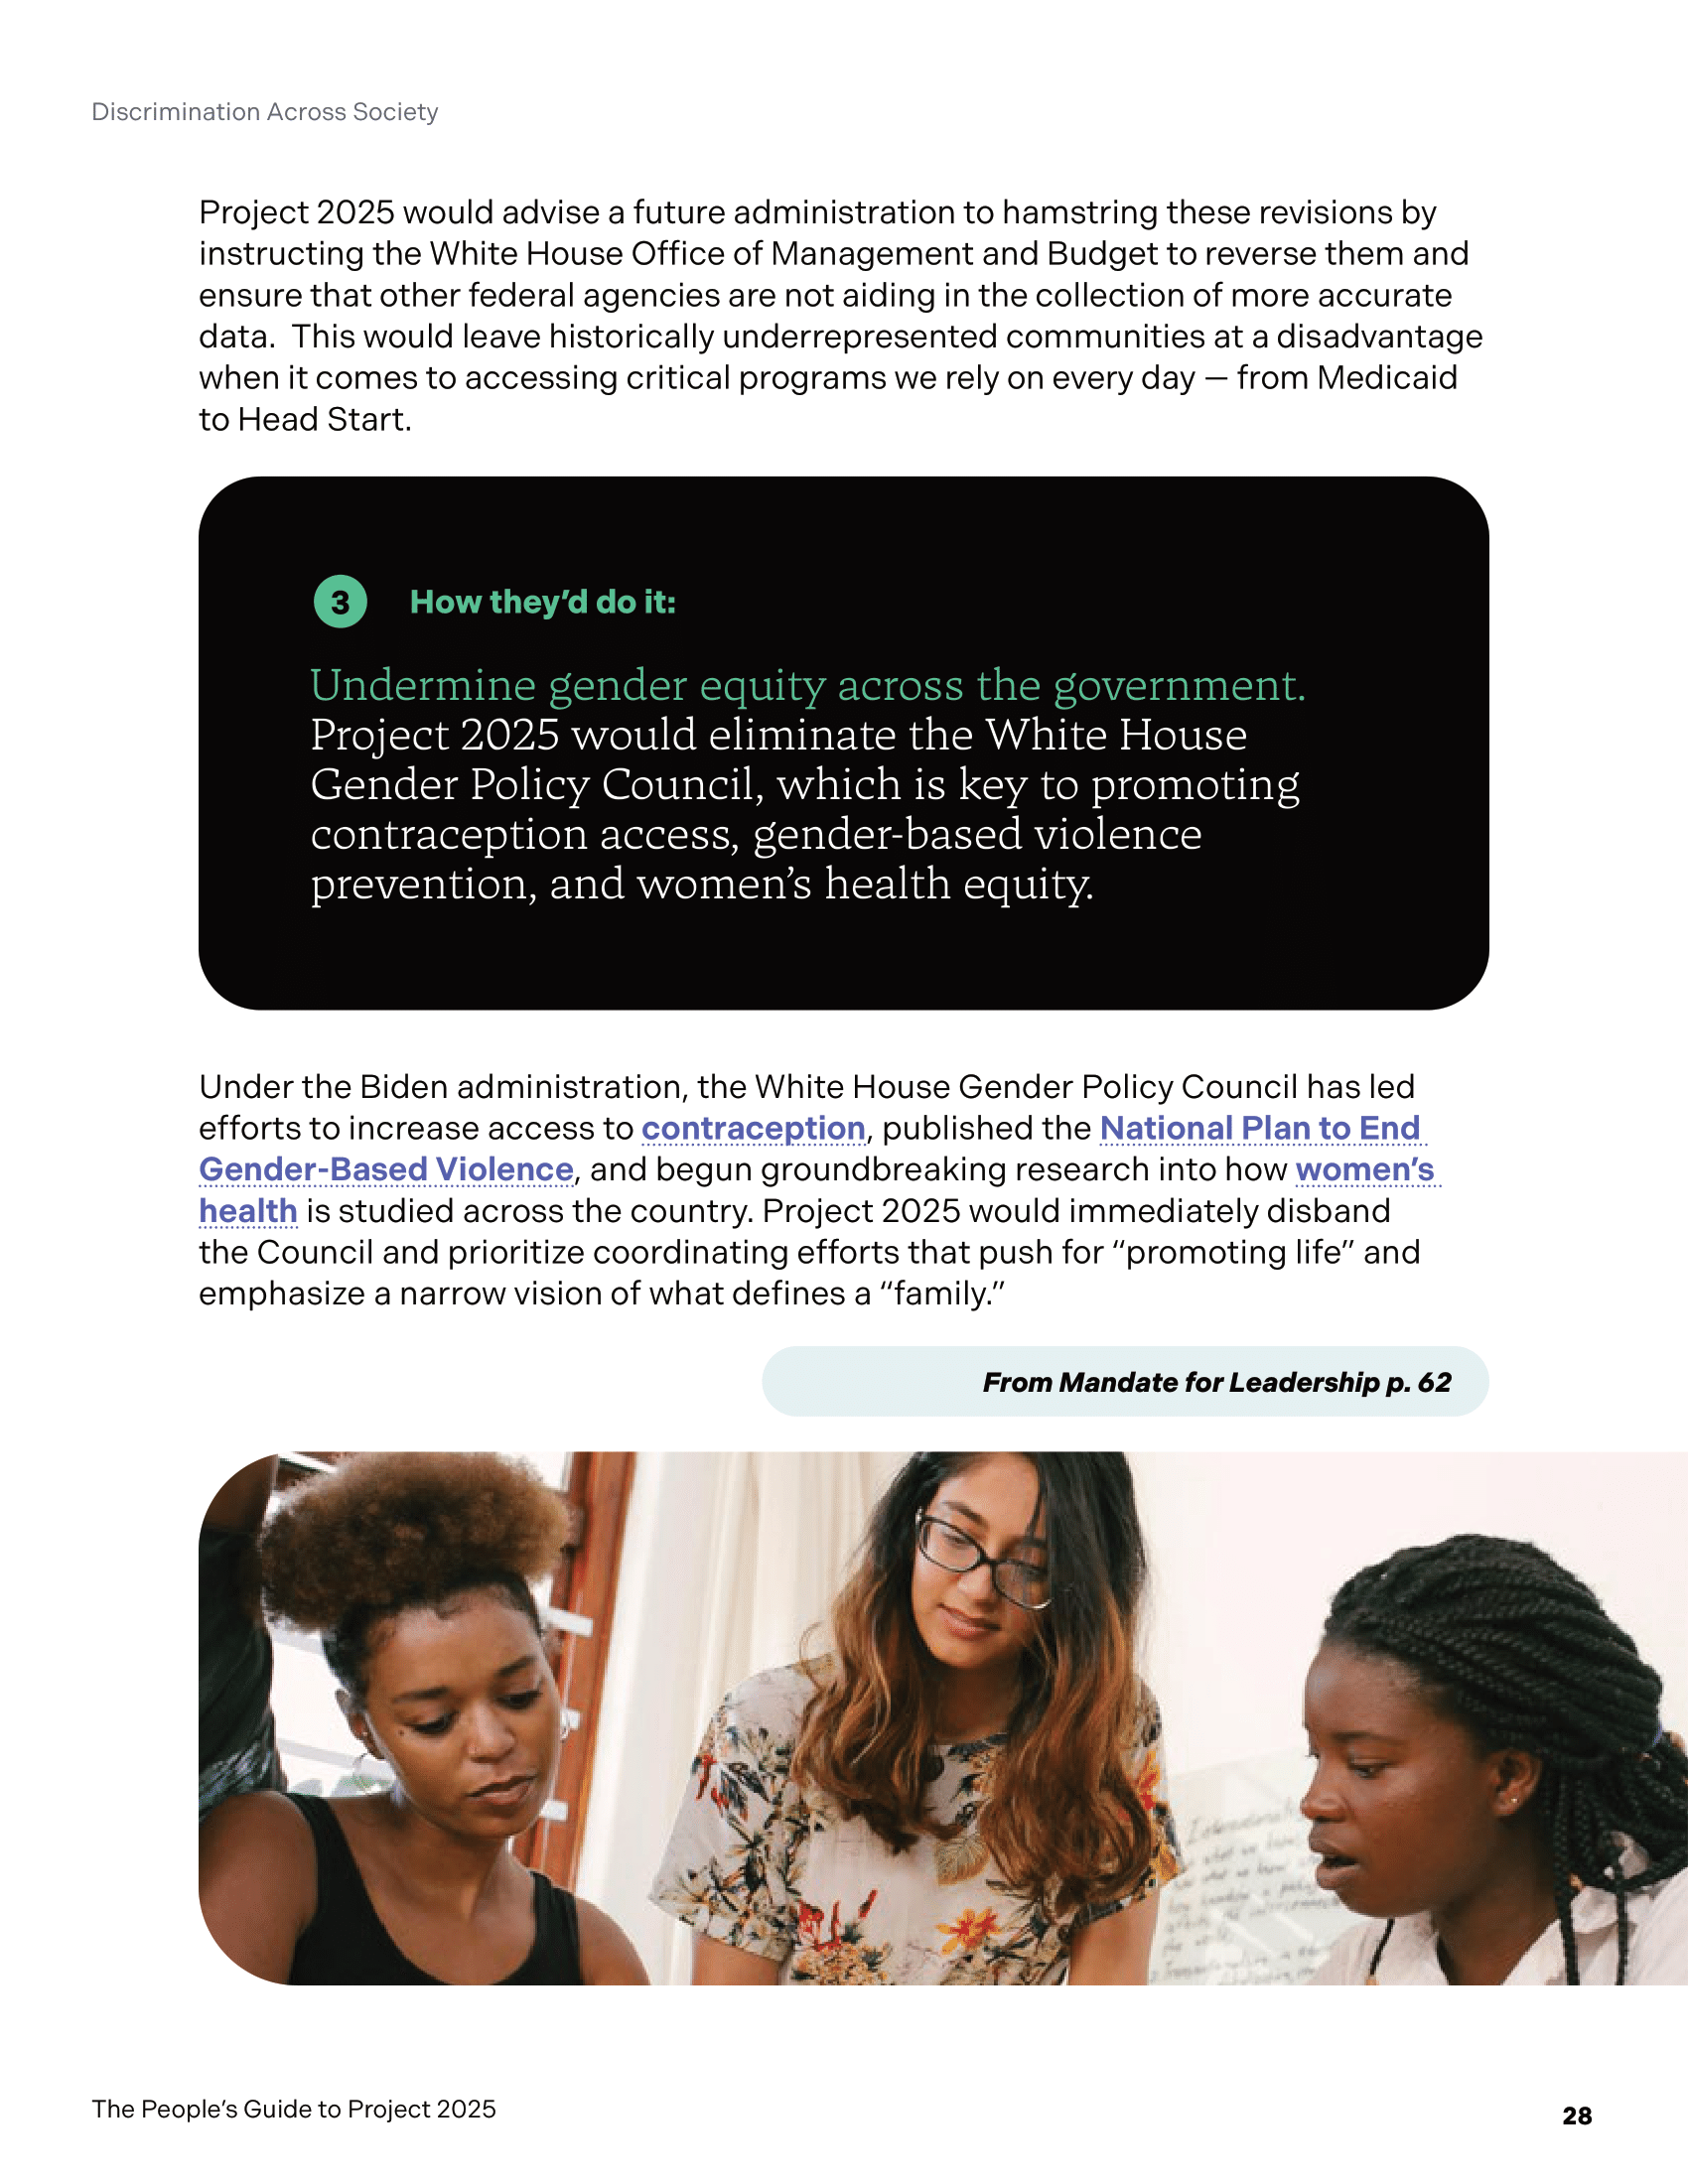 Discrimination Across Society
Project 2025 would advise a future administration to hamstring these revisions by
instructing the White House Office of Management and Budget to reverse them and
ensure that other federal agencies are not aiding in the collection of more accurate
data.  This would leave historically underrepresented communities at a disadvantage
when it comes to accessing critical programs we rely on every day — from Medicaid
to Head Start.
3 How they’d do it:
Undermine gender equity across the government.
Project 2025 would eliminate the White House
Gender Policy Council, which is key to promoting
contraception access, gender-based violence
prevention, and women’s health equity.
Under the Biden administration, the White House Gender Policy Council has led
efforts to increase access to contraception, published the National Plan to End
Gender-Based Violence, and begun groundbreaking research into how women’s
health is studied across the country. Project 2025 would immediately disband
the Council and prioritize coordinating efforts that push for “promoting life” and
emphasize a narrow vision of what defines a “family.”
From Mandate for Leadership p. 62
The People’s Guide to Project 2025
28